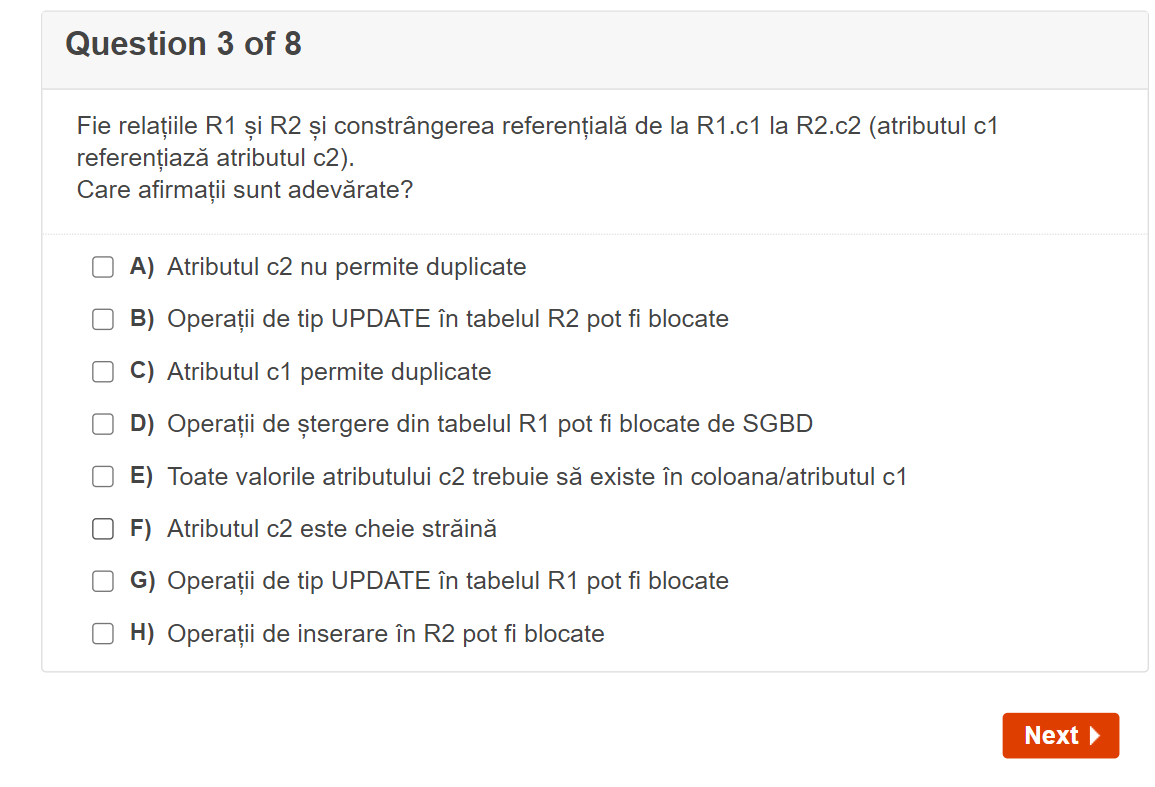 Question 3 of 8
Fie relațiile R1 și R2 și constrângerea referențială de la R1.c1 la R2.c2 (atributul c1
referențiază atributul c2).
Care afirmații sunt adevărate?
A) Atributul c2 nu permite duplicate
B) Operații de tip UPDATE în tabelul R2 pot fi blocate
C) Atributul c1 permite duplicate
D) Operații de ștergere din tabelul R1 pot fi blocate de SGBD
E) Toate valorile atributului c2 trebuie să existe în coloana/atributul c1
F) Atributul c2 este cheie străină
G) Operații de tip UPDATE în tabelul R1 pot fi blocate
H) Operații de inserare în R2 pot fi blocate
Next